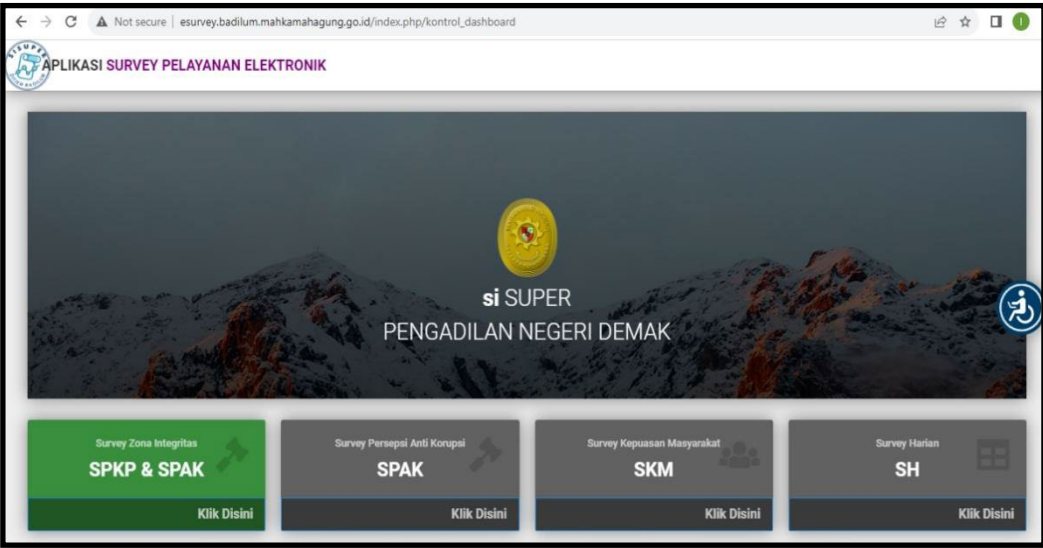 Not secure | esurvey.badilum.mahkamahagung.go.id/index.php/kontrol_dashboard
SISUPER
APLIKASI SURVEY PELAYANAN ELEKTRONIK
si SUPER
PENGADILAN NEGERI DEMAK
Survey Zona Integritas
SPKP & SPAK
Klik Disini
Survey Persepsi Anti Korupsi
SPAK
Klik Disini
Survey Kepuasan Masyarakat
SKM
Klik Disini
Survey Harian
SH
Klik Disini